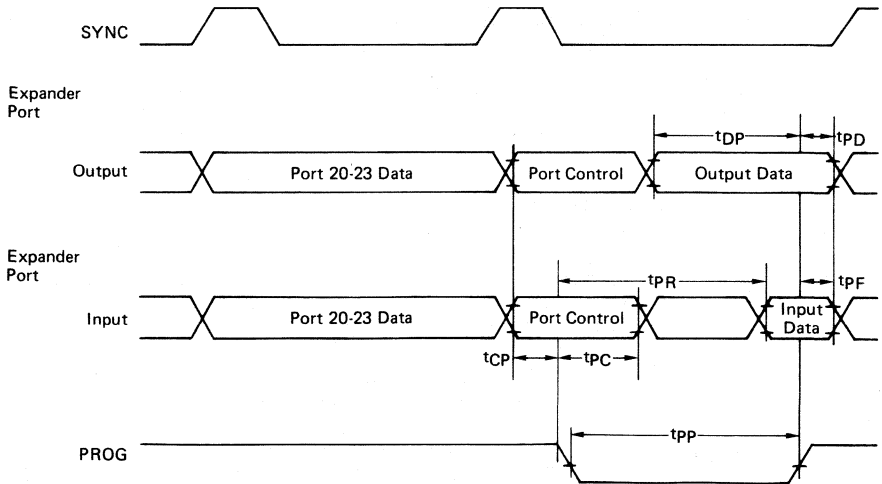 SYNC
Expander
Port
tDP
tPD
Output
Port 20-23 Data
Port Control
Output Data
Expander
Port
tPR
tPF
Input
Port 20-23 Data
Port Control
Input
Data
tCP
tPC
tPP
PROG